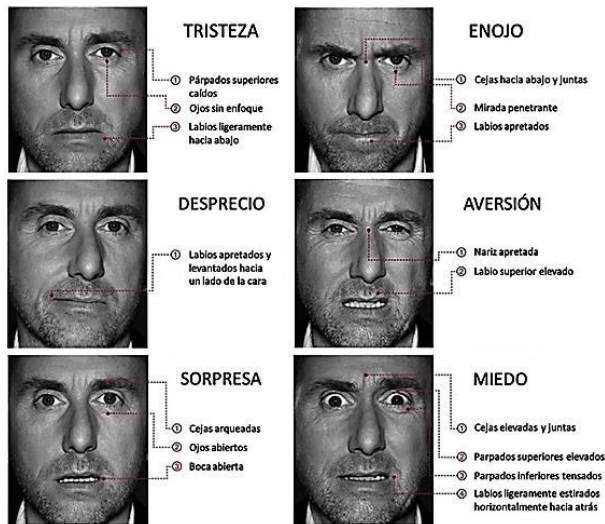 TRISTEZA
1 Párpados superiores
caídos
2 Ojos sin enfoque
3 Labios ligeramente
hacia abajo
ENOJO
1 Cejas hacia abajo y juntas
2 Mirada penetrante
3 Labios apretados
DESPRECIO
1 Labios apretados y
levantados hacia
un lado de la cara
AVERSIÓN
1 Nariz apretada
2 Labio superior elevado
SORPRESA
1 Cejas arqueadas
2 Ojos abiertos
3 Boca abierta
MIEDO
1 Cejas elevadas y juntas
2 Parpados superiores elevados
3 Parpados inferiores tensados
4 Labios ligeramente estirados
horizontalmente hacia atrás